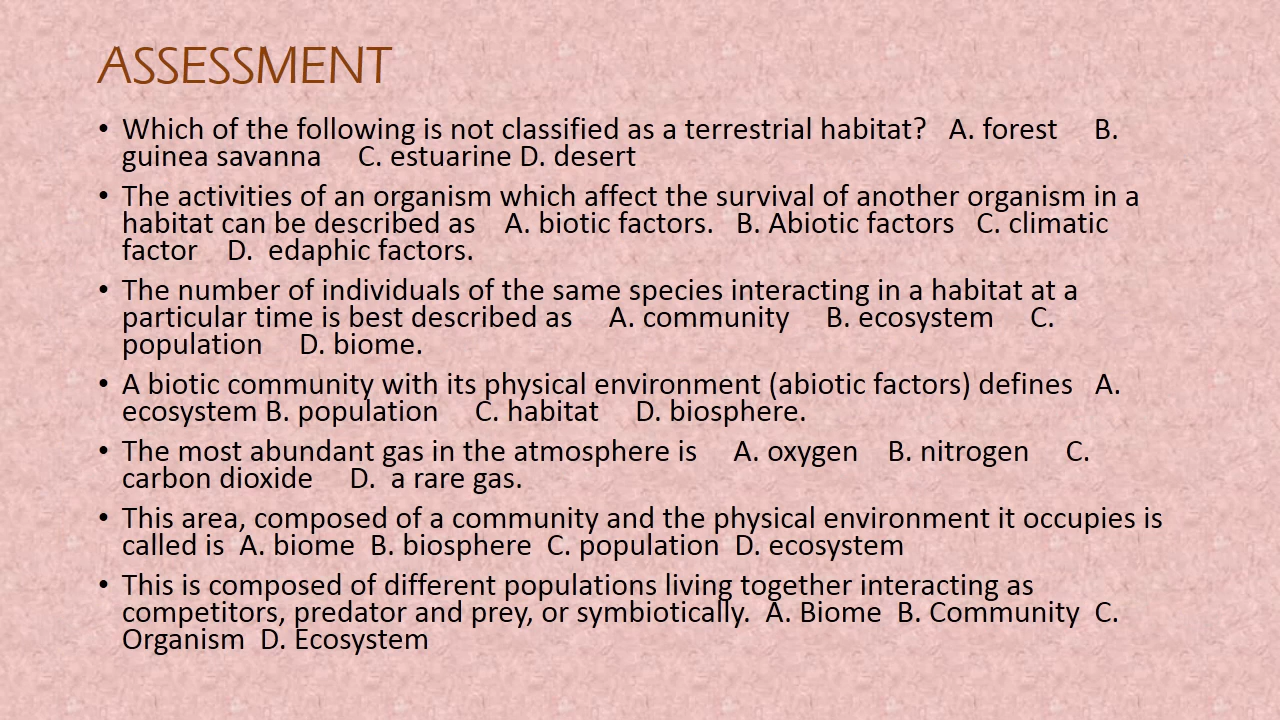 ASSESSMENT
• Which of the following is not classified as a terrestrial habitat? A. forest B.
guinea savanna C. estuarine D. desert
• The activities of an organism which affect the survival of another organism in a
habitat can be described as A. biotic factors. B. Abiotic factors C. climatic
factor D. edaphic factors.
• The number of individuals of the same species interacting in a habitat at a
particular time is best described as A. community B. ecosystem C.
population D. biome.
• A biotic community with its physical environment (abiotic factors) defines A.
ecosystem B. population C. habitat D. biosphere.
• The most abundant gas in the atmosphere is A. oxygen B. nitrogen C.
carbon dioxide D. a rare gas.
• This area, composed of a community and the physical environment it occupies is
called is A. biome B. biosphere C. population D. ecosystem
• This is composed of different populations living together interacting as
competitors, predator and prey, or symbiotically. A. Biome B. Community C.
Organism D. Ecosystem